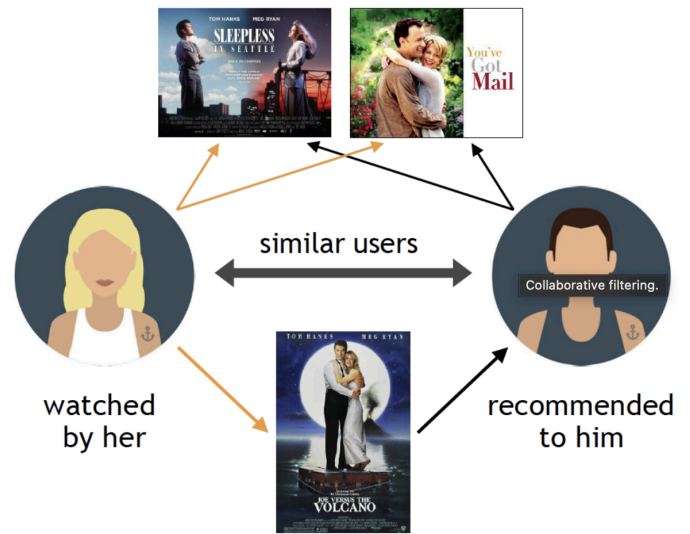 TOM HANKS MEG RYAN
SLEEPLESS
IN SEATTLE
You've
Got
Mail
similar users
Collaborative filtering.
TOM HANKS MEG RYAN
watched
by her
recommended
to him
JOE VERSUS THE
VOLCANO